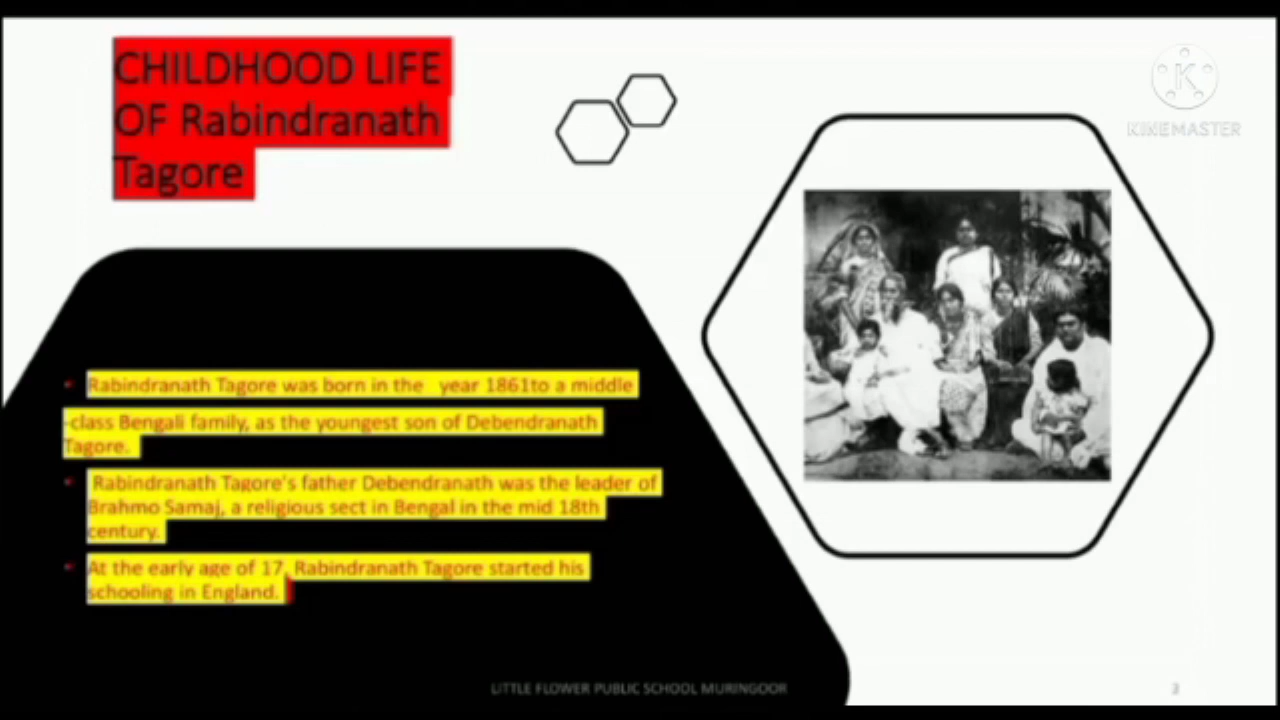 CHILDHOOD LIFE
OF Rabindranath
Tagore
KINEMASTER
Rabindranath Tagore was born in the year 1861to a middle
-class Bengali family, as the youngest son of Debendranath
Tagore.
Rabindranath Tagore's father Debendranath was the leader of
Brahmo Samaj, a religious sect in Bengal in the mid 18th
century.
At the early age of 17, Rabindranath Tagore started his
schooling in England.
LITTLE FLOWER PUBLIC SCHOOL MURINGOOR